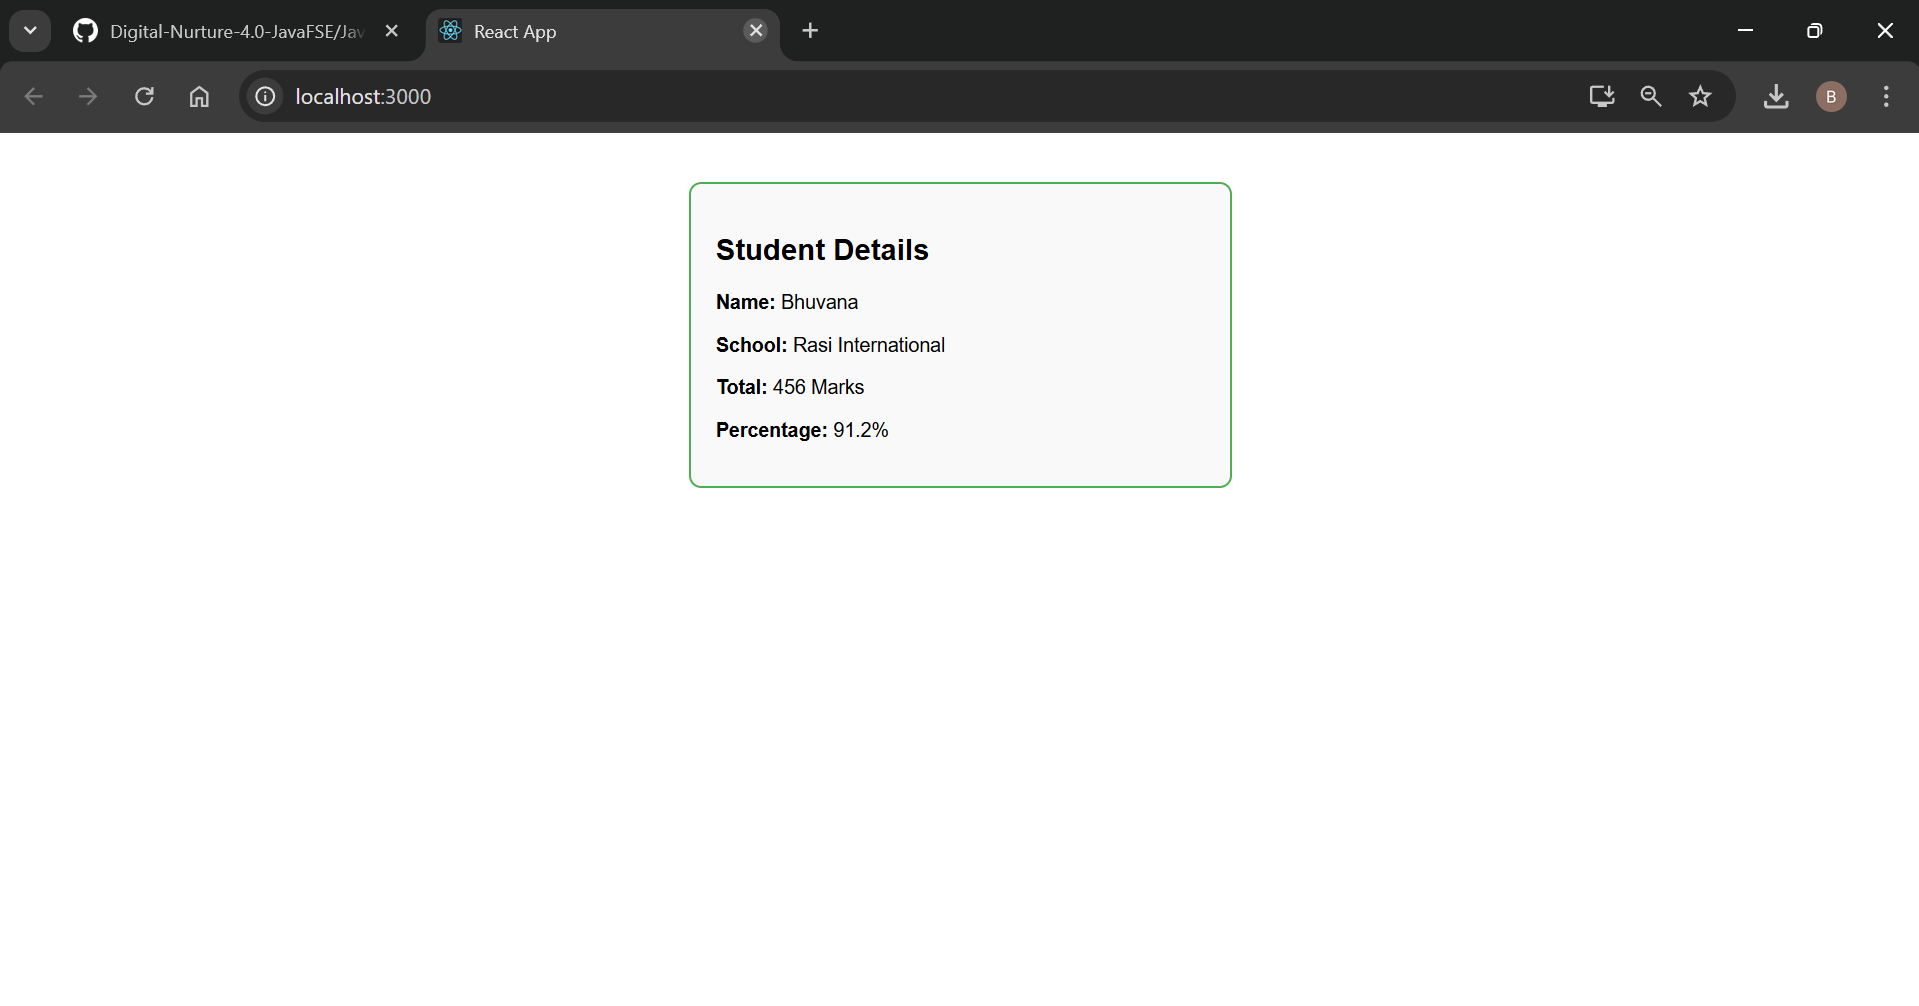 Digital-Nurture-4.0-JavaFSE/Jav
React App
localhost:3000
B
Student Details
Name: Bhuvana
School: Rasi International
Total: 456 Marks
Percentage: 91.2%